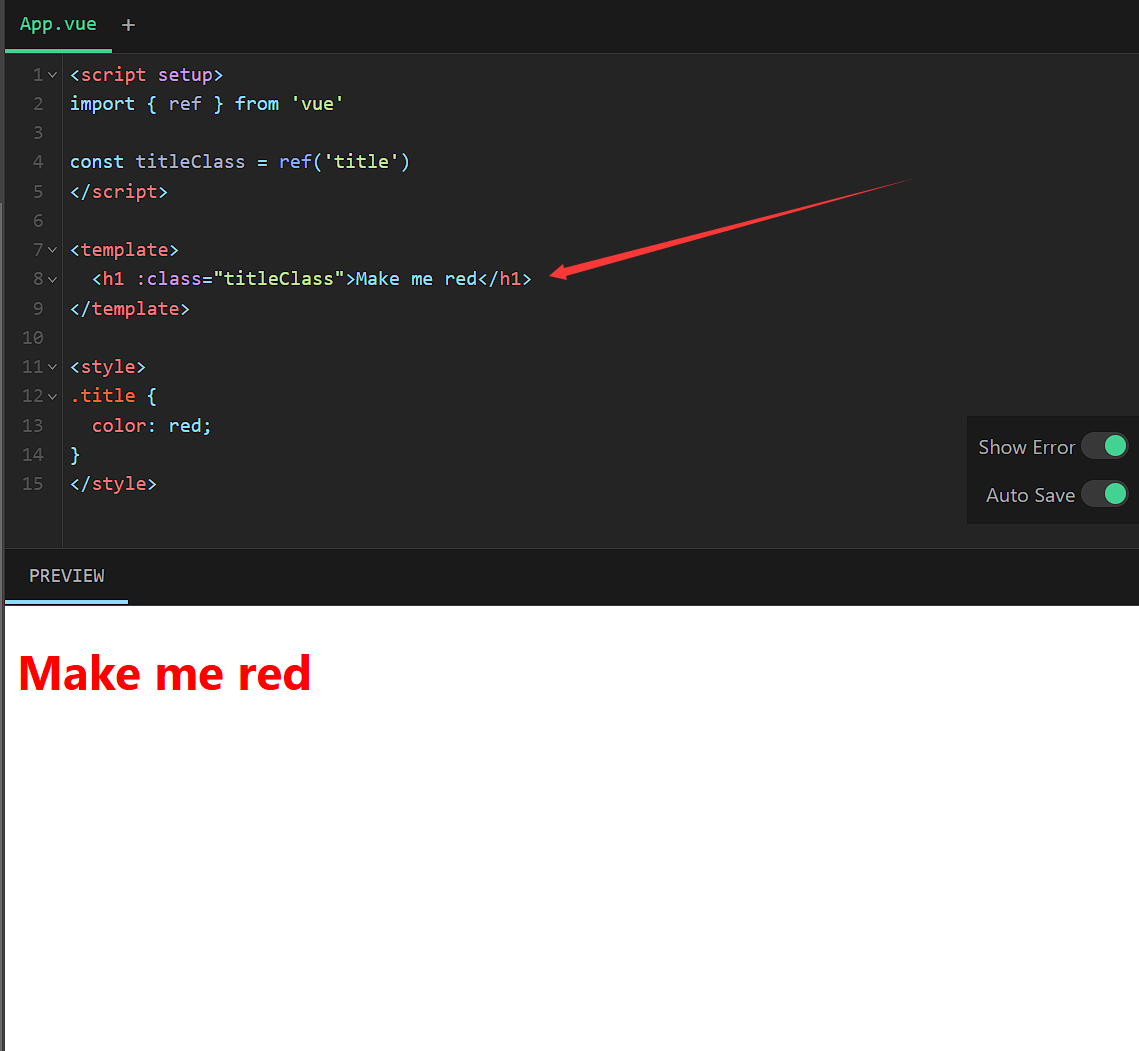 App.vue +
1 <script setup>
2 import { ref } from 'vue'
3
4 const titleClass = ref('title')
5 </script>
6
7 <template>
8   <h1 :class="titleClass">Make me red</h1>
9 </template>
10
11 <style>
12 .title {
13   color: red;
14 }
15 </style>
Show Error
Auto Save
PREVIEW
Make me red